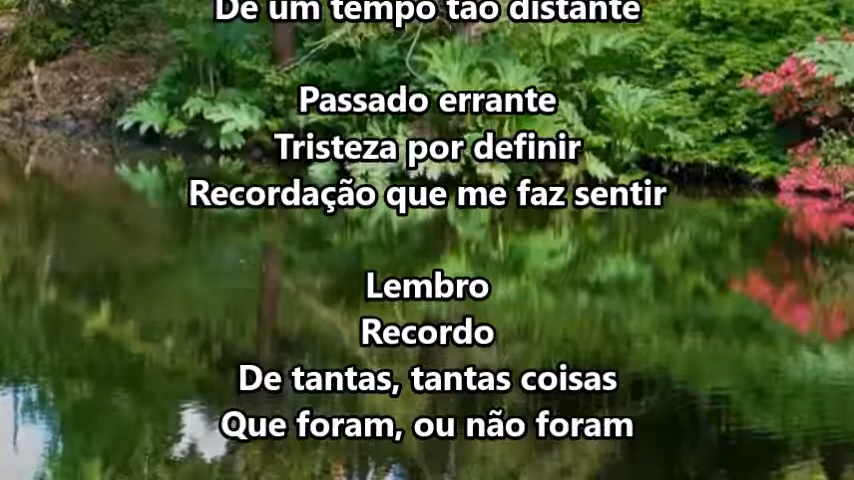 De um tempo tão distante
Passado errante
Tristeza por definir
Recordação que me faz sentir
Lembro
Recordo
De tantas, tantas coisas
Que foram, ou não foram